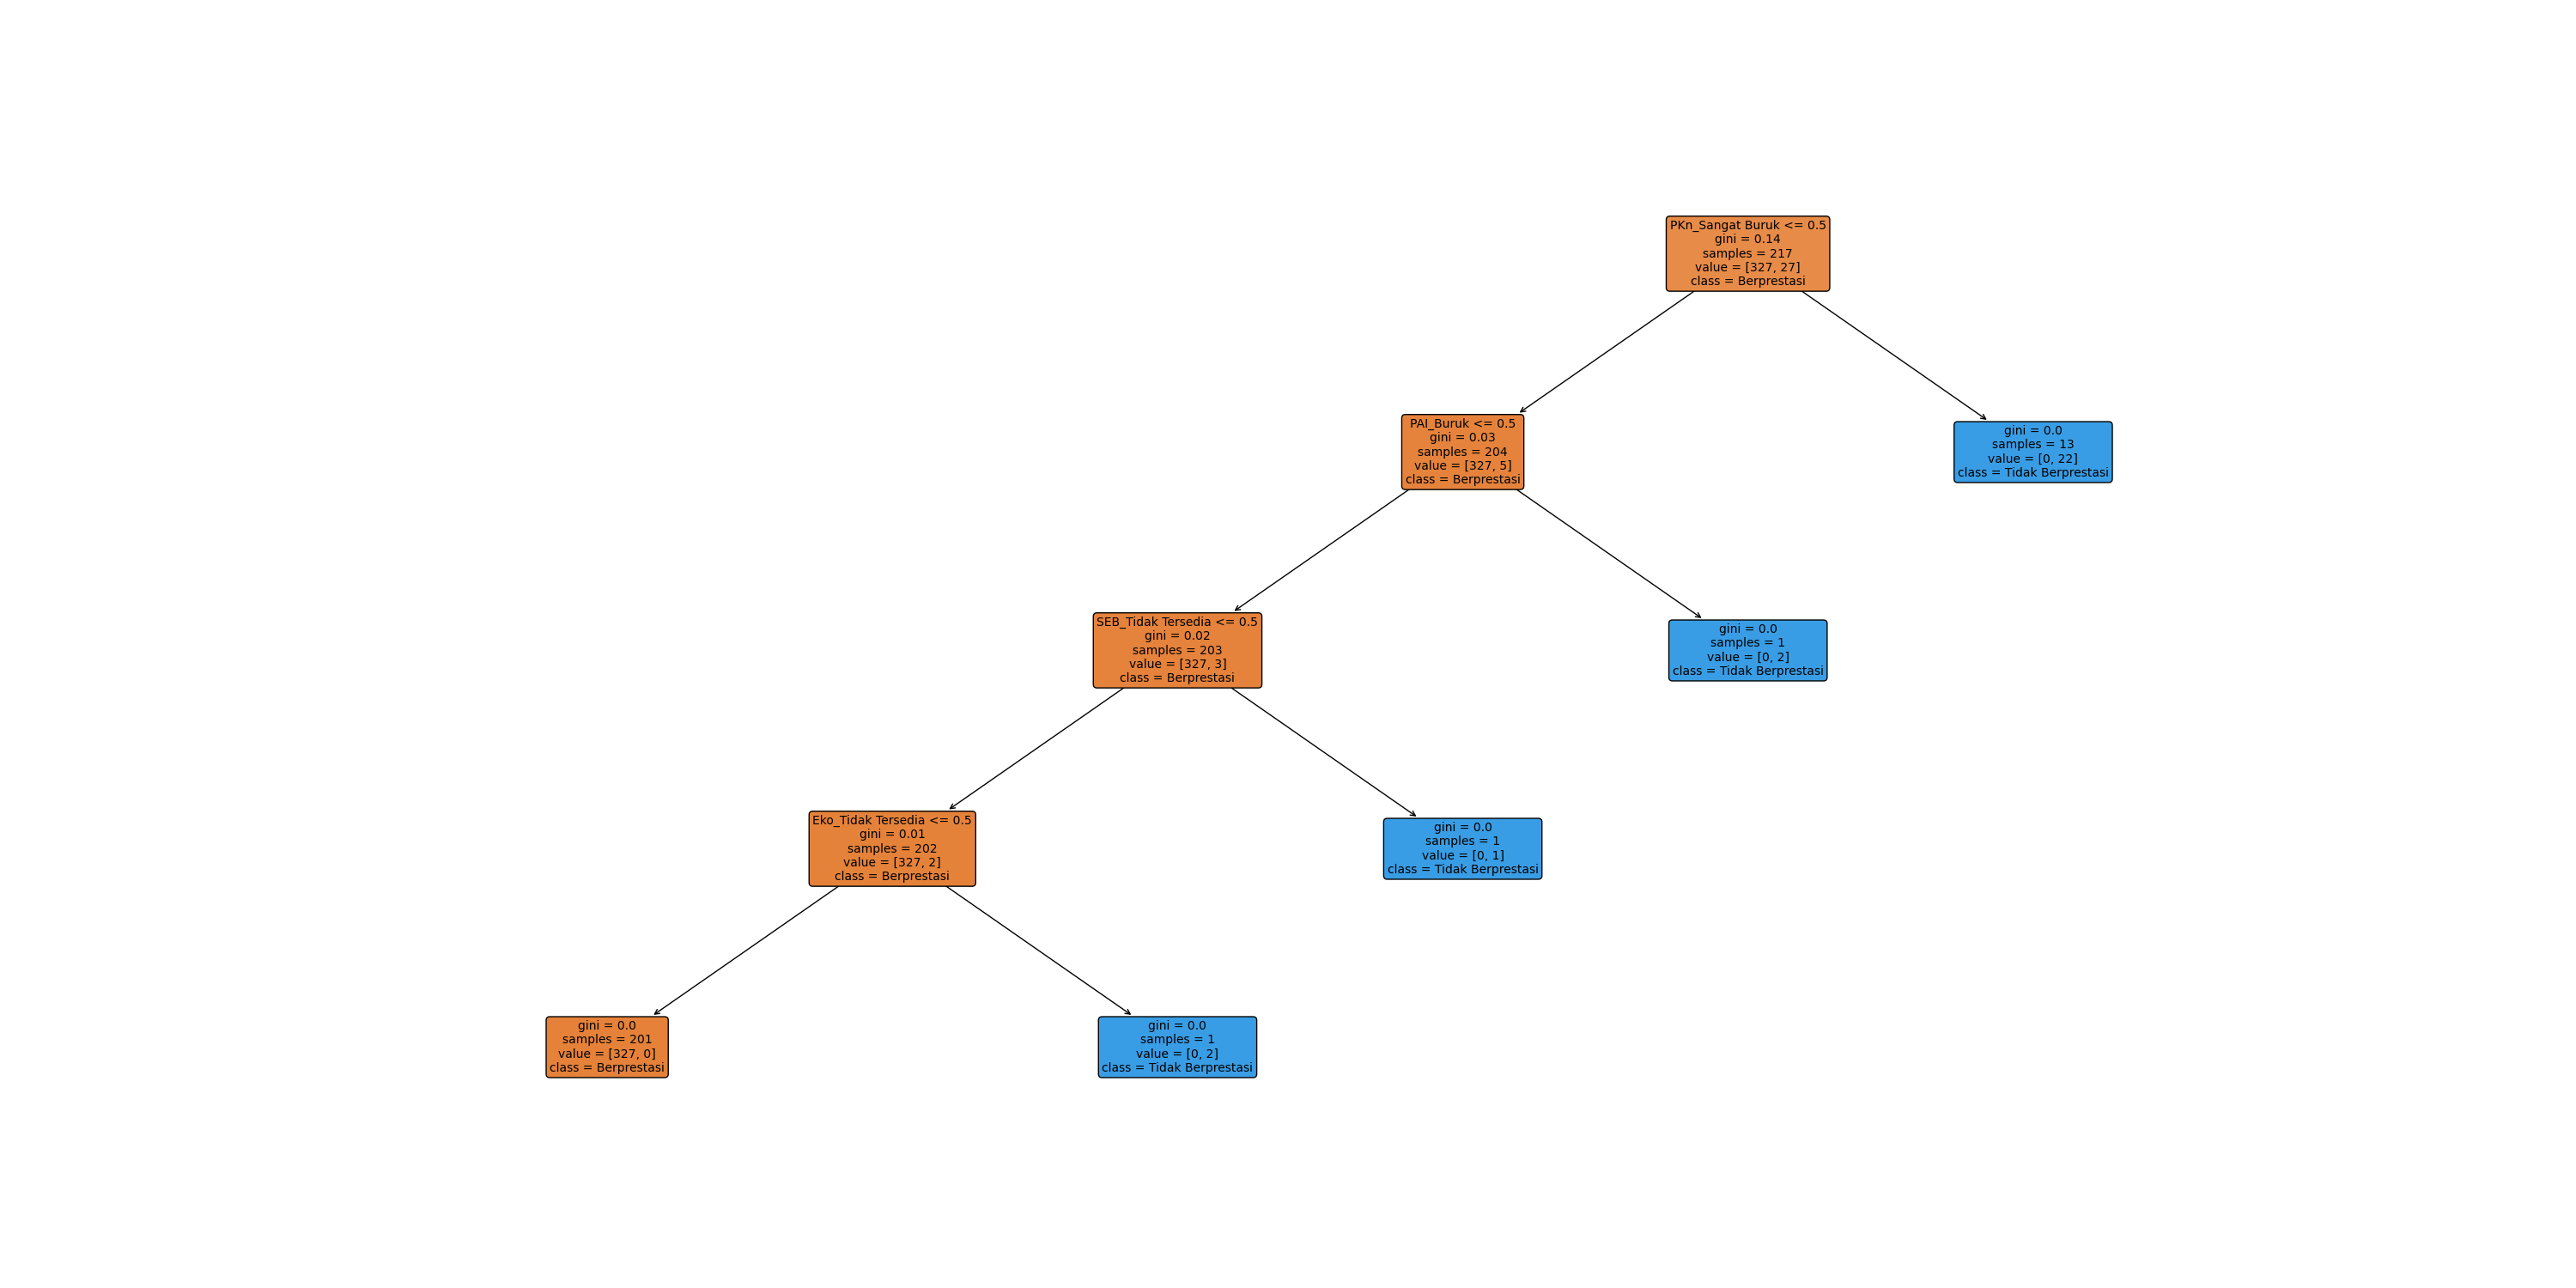 PKn_Sangat Buruk <= 0.5
gini = 0.14
samples = 217
value = [327, 27]
class = Berprestasi
PAI_Buruk <= 0.5
gini = 0.03
samples = 204
value = [327, 5]
class = Berprestasi
gini = 0.0
samples = 13
value = [0, 22]
class = Tidak Berprestasi
SEB_Tidak Tersedia <= 0.5
gini = 0.02
samples = 203
value = [327, 3]
class = Berprestasi
gini = 0.0
samples = 1
value = [0, 2]
class = Tidak Berprestasi
Eko_Tidak Tersedia <= 0.5
gini = 0.01
samples = 202
value = [327, 2]
class = Berprestasi
gini = 0.0
samples = 1
value = [0, 1]
class = Tidak Berprestasi
gini = 0.0
samples = 201
value = [327, 0]
class = Berprestasi
gini = 0.0
samples = 1
value = [0, 2]
class = Tidak Berprestasi